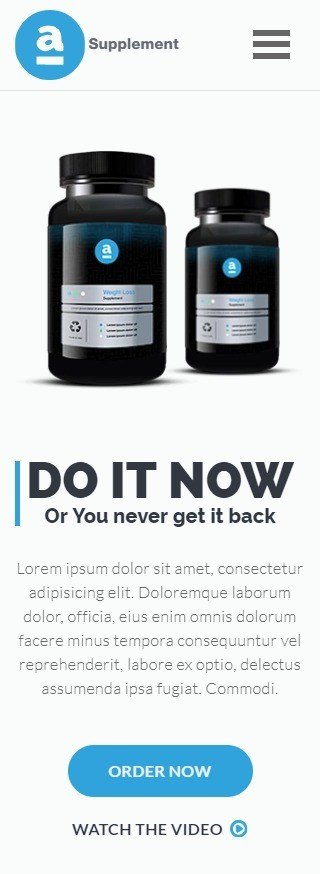 a
Supplement
a
Weight Loss
Supplement
a
Weight Loss
Supplement
DO IT NOW
Or You never get it back
Lorem ipsum dolor sit amet, consectetur
adipisicing elit. Doloremque laborum
dolor, officia, eius enim omnis dolorum
facere minus tempora consequuntur vel
reprehenderit, labore ex optio, delectus
assumenda ipsa fugiat. Commodi.
ORDER NOW
WATCH THE VIDEO